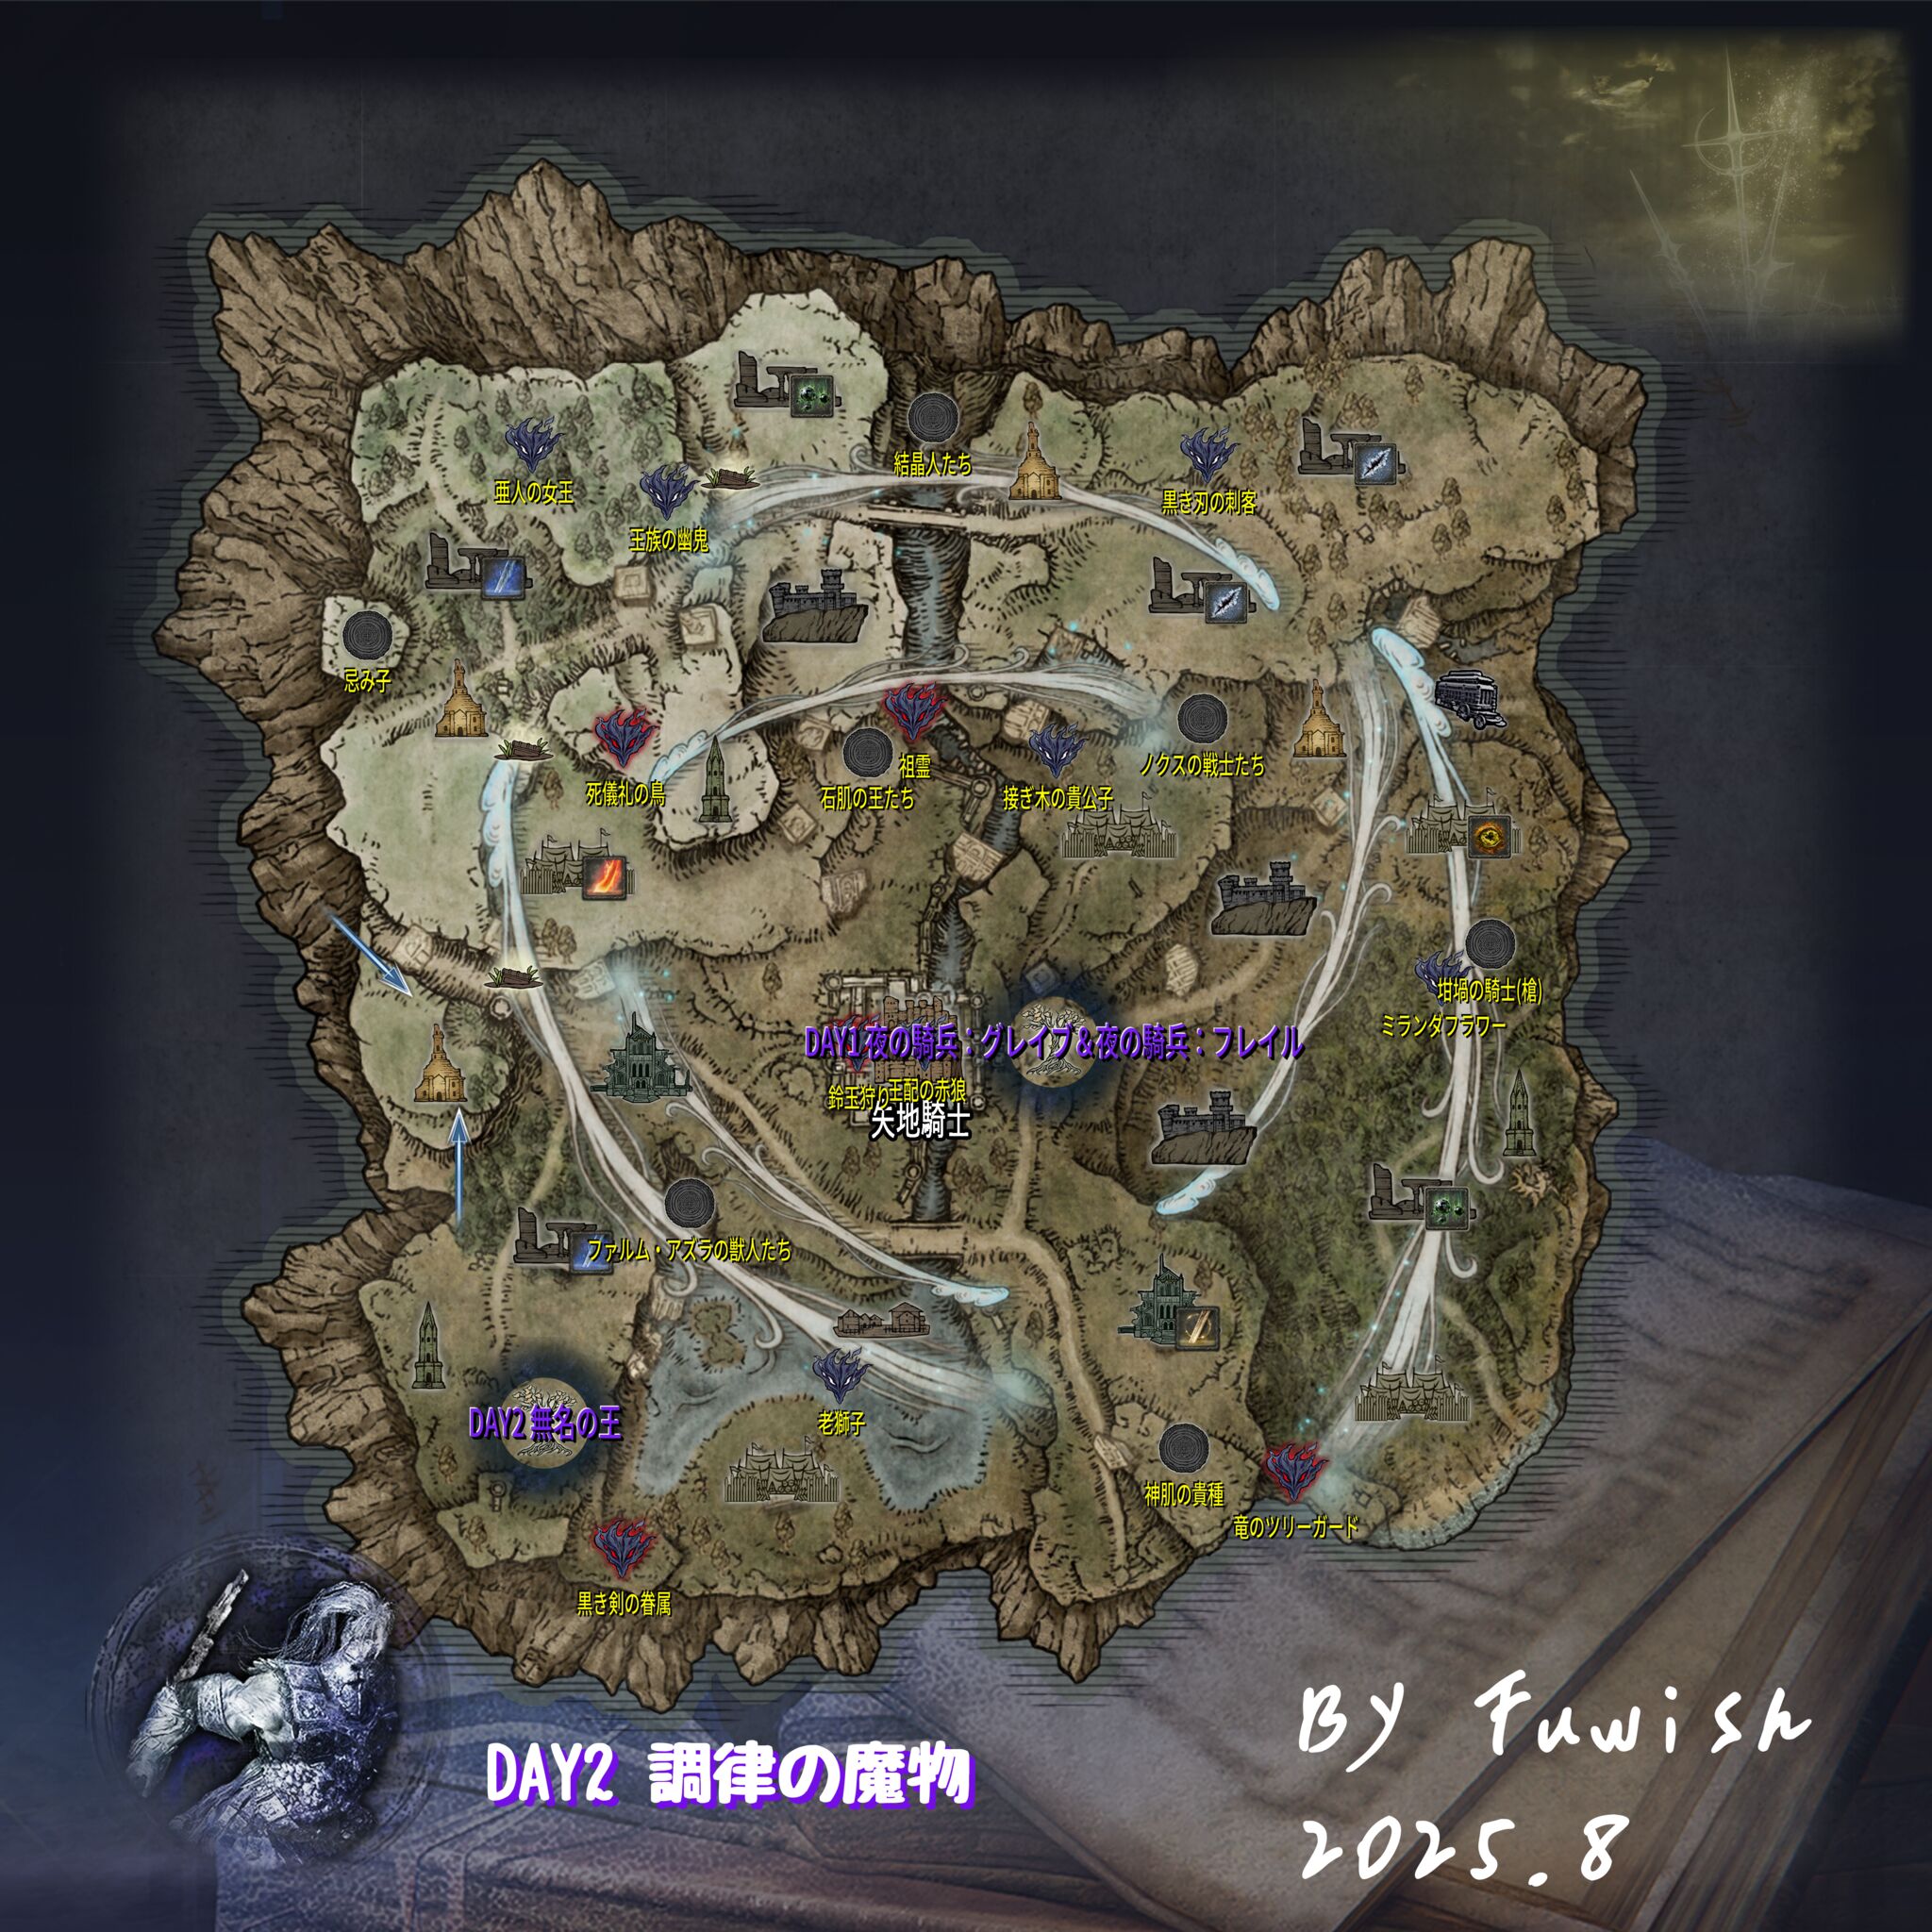 結晶人たち
亜人の女王
黒き刃の刺客
王族の幽鬼
忌み子
祖霊
ノクスの戦士たち
死儀礼の鳥
石肌の王たち
接ぎ木の貴公子
坩堝の騎士(槍)
ミランダフラワー
DAY1 夜の騎兵：グレイブ＆夜の騎兵：フレイル
鈴玉狩り
王配の赤狼
矢地騎士
ファルム・アズラの獣人たち
DAY2 無名の王
老獅子
神肌の貴種
竜のツリーガード
黒き剣の眷属
DAY2 調律の魔物
BY Fuwish
2025.8